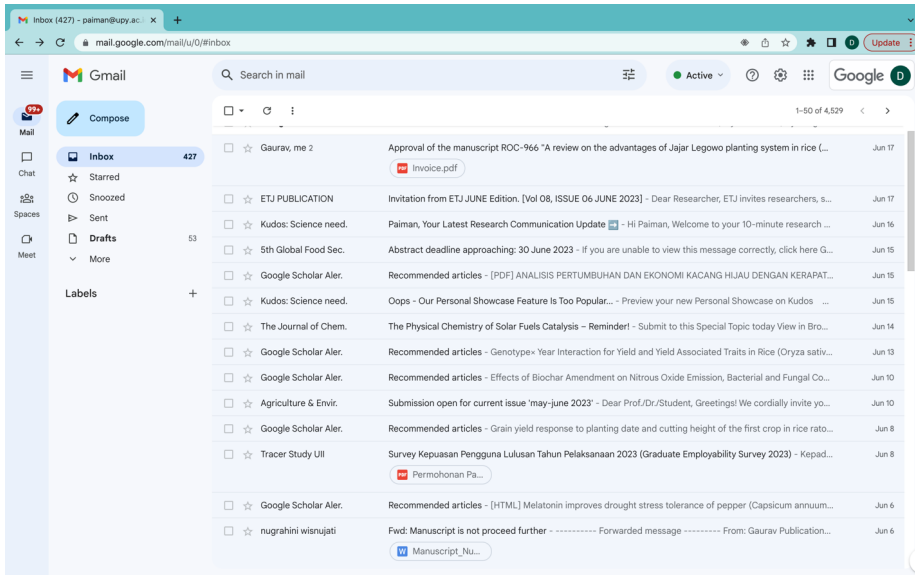 Inbox (427) - paiman@upy.ac.i
mail.google.com/mail/u/0/#inbox
D
Update
Gmail
Search in mail
Active
Google D
99+
Mail
Chat
Spaces
Meet
Compose
Inbox 427
Starred
Snoozed
Sent
Drafts 53
More
Labels +
1–50 of 4,529
Gaurav, me 2 Approval of the manuscript ROC-966 "A review on the advantages of Jajar Legowo planting system in rice (... Jun 17
PDF Invoice.pdf
ETJ PUBLICATION Invitation from ETJ JUNE Edition. [Vol 08, ISSUE 06 JUNE 2023] - Dear Researcher, ETJ invites researchers, s... Jun 17
Kudos: Science need. Paiman, Your Latest Research Communication Update ➡️ - Hi Paiman, Welcome to your 10-minute research ... Jun 16
5th Global Food Sec. Abstract deadline approaching: 30 June 2023 - If you are unable to view this message correctly, click here G... Jun 15
Google Scholar Aler. Recommended articles - [PDF] ANALISIS PERTUMBUHAN DAN EKONOMI KACANG HIJAU DENGAN KERAPAT... Jun 15
Kudos: Science need. Oops - Our Personal Showcase Feature Is Too Popular... - Preview your new Personal Showcase on Kudos ... Jun 15
The Journal of Chem. The Physical Chemistry of Solar Fuels Catalysis – Reminder! - Submit to this Special Topic today View in Bro... Jun 14
Google Scholar Aler. Recommended articles - Genotype× Year Interaction for Yield and Yield Associated Traits in Rice (Oryza sativ... Jun 13
Google Scholar Aler. Recommended articles - Effects of Biochar Amendment on Nitrous Oxide Emission, Bacterial and Fungal Co... Jun 10
Agriculture & Envir. Submission open for current issue 'may-june 2023' - Dear Prof./Dr./Student, Greetings! We cordially invite yo... Jun 10
Google Scholar Aler. Recommended articles - Grain yield response to planting date and cutting height of the first crop in rice rato... Jun 8
Tracer Study UII Survey Kepuasan Pengguna Lulusan Tahun Pelaksanaan 2023 (Graduate Employability Survey 2023) - Kepad... Jun 8
PDF Permohonan Pa...
Google Scholar Aler. Recommended articles - [HTML] Melatonin improves drought stress tolerance of pepper (Capsicum annuum... Jun 6
nugrahini wisnujati Fwd: Manuscript is not proceed further - ---------- Forwarded message --------- From: Gaurav Publication... Jun 6
W Manuscript_Nu...